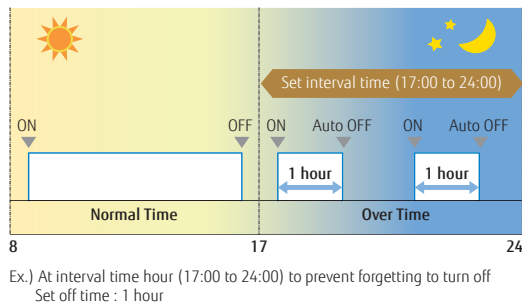 Set interval time (17:00 to 24:00)
ON OFF ON Auto OFF ON Auto OFF
1 hour 1 hour
Normal Time Over Time
8 17 24
Ex.) At interval time hour (17:00 to 24:00) to prevent forgetting to turn off
Set off time : 1 hour